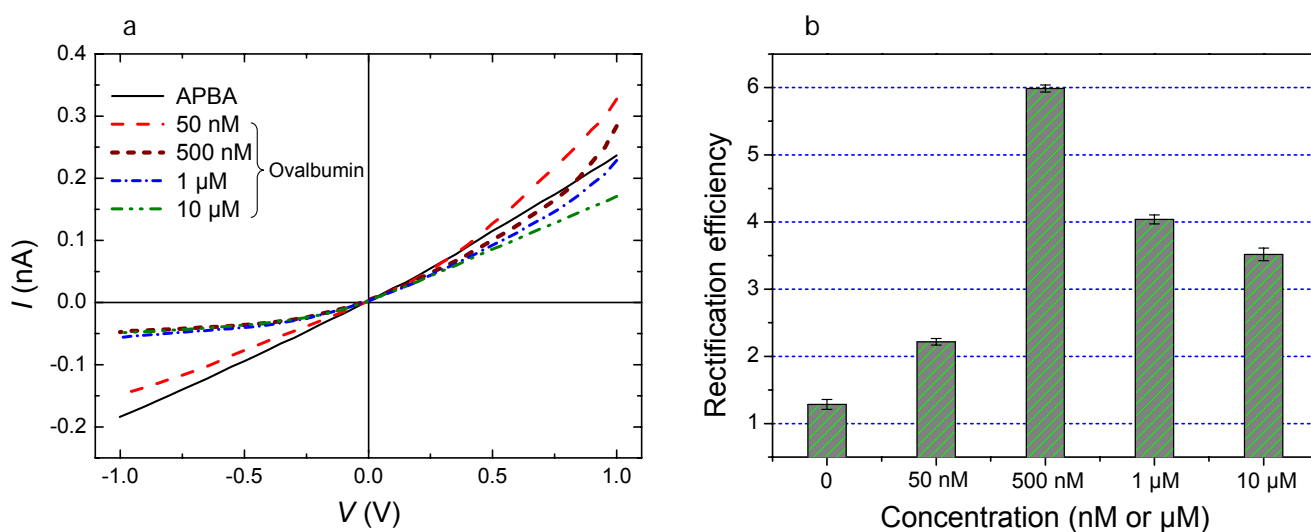 a
I (nA)
0.4
0.3
0.2
0.1
0.0
-0.1
-0.2
APBA
50 nM
500 nM
1 µM
10 µM
Ovalbumin
-1.0 -0.5 0.0 0.5 1.0
V (V)
b
Rectification efficiency
6
5
4
3
2
1
0 50 nM 500 nM 1 µM 10 µM
Concentration (nM or µM)